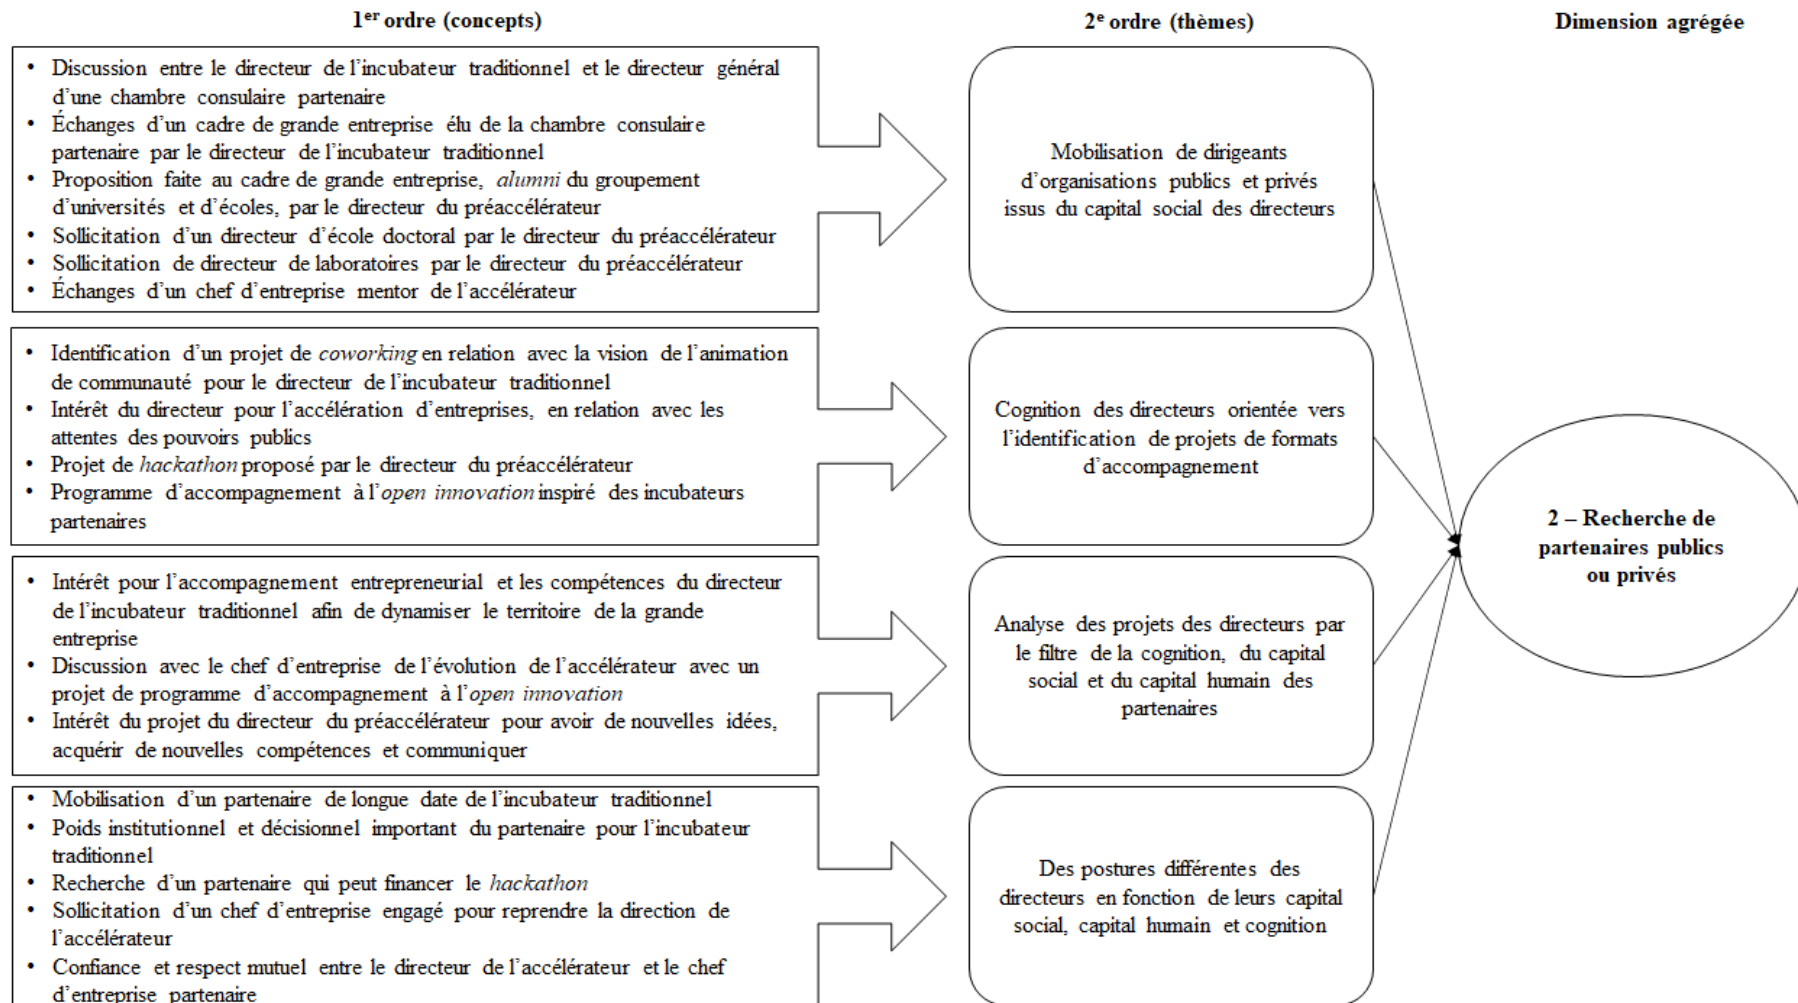 1er ordre (concepts)
2e ordre (thèmes)
Dimension agrégée
• Discussion entre le directeur de l’incubateur traditionnel et le directeur général
d’une chambre consulaire partenaire
• Échanges d’un cadre de grande entreprise élu de la chambre consulaire
partenaire par le directeur de l’incubateur traditionnel
• Proposition faite au cadre de grande entreprise, alumni du groupement
d’universités et d’écoles, par le directeur du préaccélérateur
• Sollicitation d’un directeur d’école doctoral par le directeur du préaccélérateur
• Sollicitation de directeur de laboratoires par le directeur du préaccélérateur
• Échanges d’un chef d’entreprise mentor de l’accélérateur
Mobilisation de dirigeants
d’organisations publics et privés
issus du capital social des directeurs
• Identification d’un projet de coworking en relation avec la vision de l’animation
de communauté pour le directeur de l’incubateur traditionnel
• Intérêt du directeur pour l’accélération d’entreprises, en relation avec les
attentes des pouvoirs publics
• Projet de hackathon proposé par le directeur du préaccélérateur
• Programme d’accompagnement à l’open innovation inspiré des incubateurs
partenaires
Cognition des directeurs orientée vers
l’identification de projets de formats
d’accompagnement
• Intérêt pour l’accompagnement entrepreneurial et les compétences du directeur
de l’incubateur traditionnel afin de dynamiser le territoire de la grande
entreprise
• Discussion avec le chef d’entreprise de l’évolution de l’accélérateur avec un
projet de programme d’accompagnement à l’open innovation
• Intérêt du projet du directeur du préaccélérateur pour avoir de nouvelles idées,
acquérir de nouvelles compétences et communiquer
Analyse des projets des directeurs par
le filtre de la cognition, du capital
social et du capital humain des
partenaires
• Mobilisation d’un partenaire de longue date de l’incubateur traditionnel
• Poids institutionnel et décisionnel important du partenaire pour l’incubateur
traditionnel
• Recherche d’un partenaire qui peut financer le hackathon
• Sollicitation d’un chef d’entreprise engagé pour reprendre la direction de
l’accélérateur
• Confiance et respect mutuel entre le directeur de l’accélérateur et le chef
d’entreprise partenaire
Des postures différentes des
directeurs en fonction de leurs capital
social, capital humain et cognition
2 – Recherche de
partenaires publics
ou privés